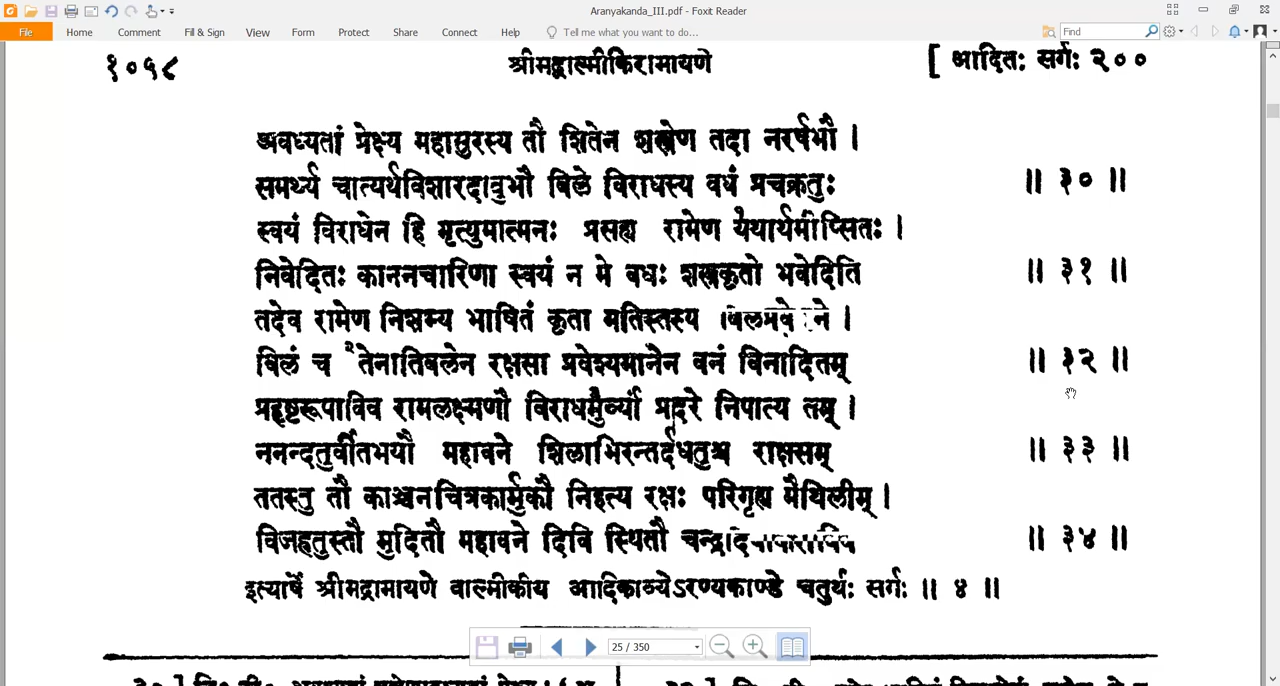 Aranyakanda_III.pdf - Foxit Reader
File Home Comment Fill & Sign View Form Protect Share Connect Help Tell me what you want to do... Find
१०५८ श्रीमद्वाल्मीकिरामायणे [ आदितः सर्गः २००
अवध्यतां प्रेक्ष्य महासुरस्य तौ शितेन शस्त्रेण तदा नरर्षभौ ।
समर्थ्य चात्यर्थविशारदावुभौ बिले विराधस्य वधं प्रचक्रतुः ॥ ३० ॥
स्वयं विराधेन हि मृत्युमात्मनः प्रसह्य रामेण यथार्थमीप्सितः ।
निवेदितः काननचारिणा स्वयं न मे वधः शस्त्रकृतो भवेदिति ॥ ३१ ॥
तदेव रामेण निशम्य भाषितं कृता मतिस्तस्य ।
बिलं च २ तेनातिबलेन रक्षसा प्रवेश्यमानेन वनं विनादितम् ॥ ३२ ॥
प्रहृष्टरूपाविव रामलक्ष्मणौ विराधमुर्व्यां प्रदरे निपात्य तम् ।
ननन्दतुर्वीतभयौ महावने शिलाभिरन्तर्दधतुश्च राक्षसम् ॥ ३३ ॥
ततस्तु तौ काञ्चनचित्रकार्मुकौ निहत्य रक्षः परिगृह्य मैथिलीम् ।
विजहतुस्तौ मुदितौ महावने दिवि स्थितौ ॥ ३४ ॥
इत्यार्षे श्रीमद्रामायणे वाल्मीकीय आदिकाव्येऽरण्यकाण्डे चतुर्थः सर्गः ॥ ४ ॥
25 / 350